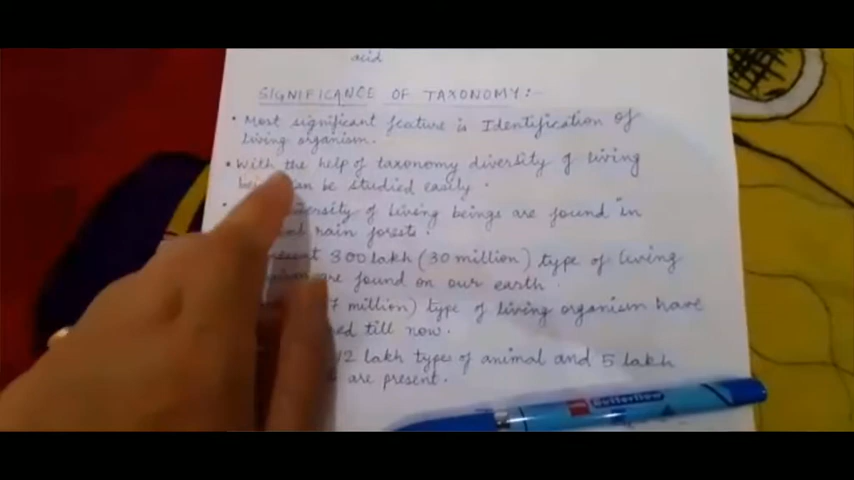 acid
SIGNIFICANCE OF TAXONOMY:-
• Most significant feature is Identification of
living organism.
• With the help of taxonomy diversity of living
can be studied easily.
diversity of living beings are found in
rain forests.
300 lakh (30 million) type of living
are found on our earth.
7 million) type of living organism have
till now.
12 lakh types of animal and 5 lakh
are present.
Butterflow